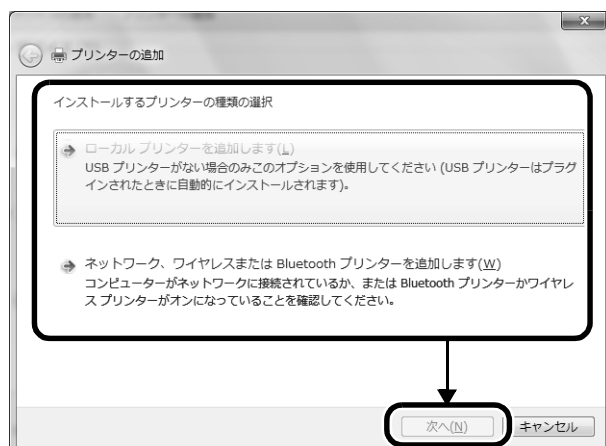 プリンターの追加
インストールするプリンターの種類の選択
ローカル プリンターを追加します(L)
USB プリンターがない場合のみこのオプションを使用してください (USB プリンターはプラグ
インされたときに自動的にインストールされます)。
ネットワーク、ワイヤレスまたは Bluetooth プリンターを追加します(W)
コンピューターがネットワークに接続されているか、または Bluetooth プリンターかワイヤレ
ス プリンターがオンになっていることを確認してください。
次へ(N)
キャンセル